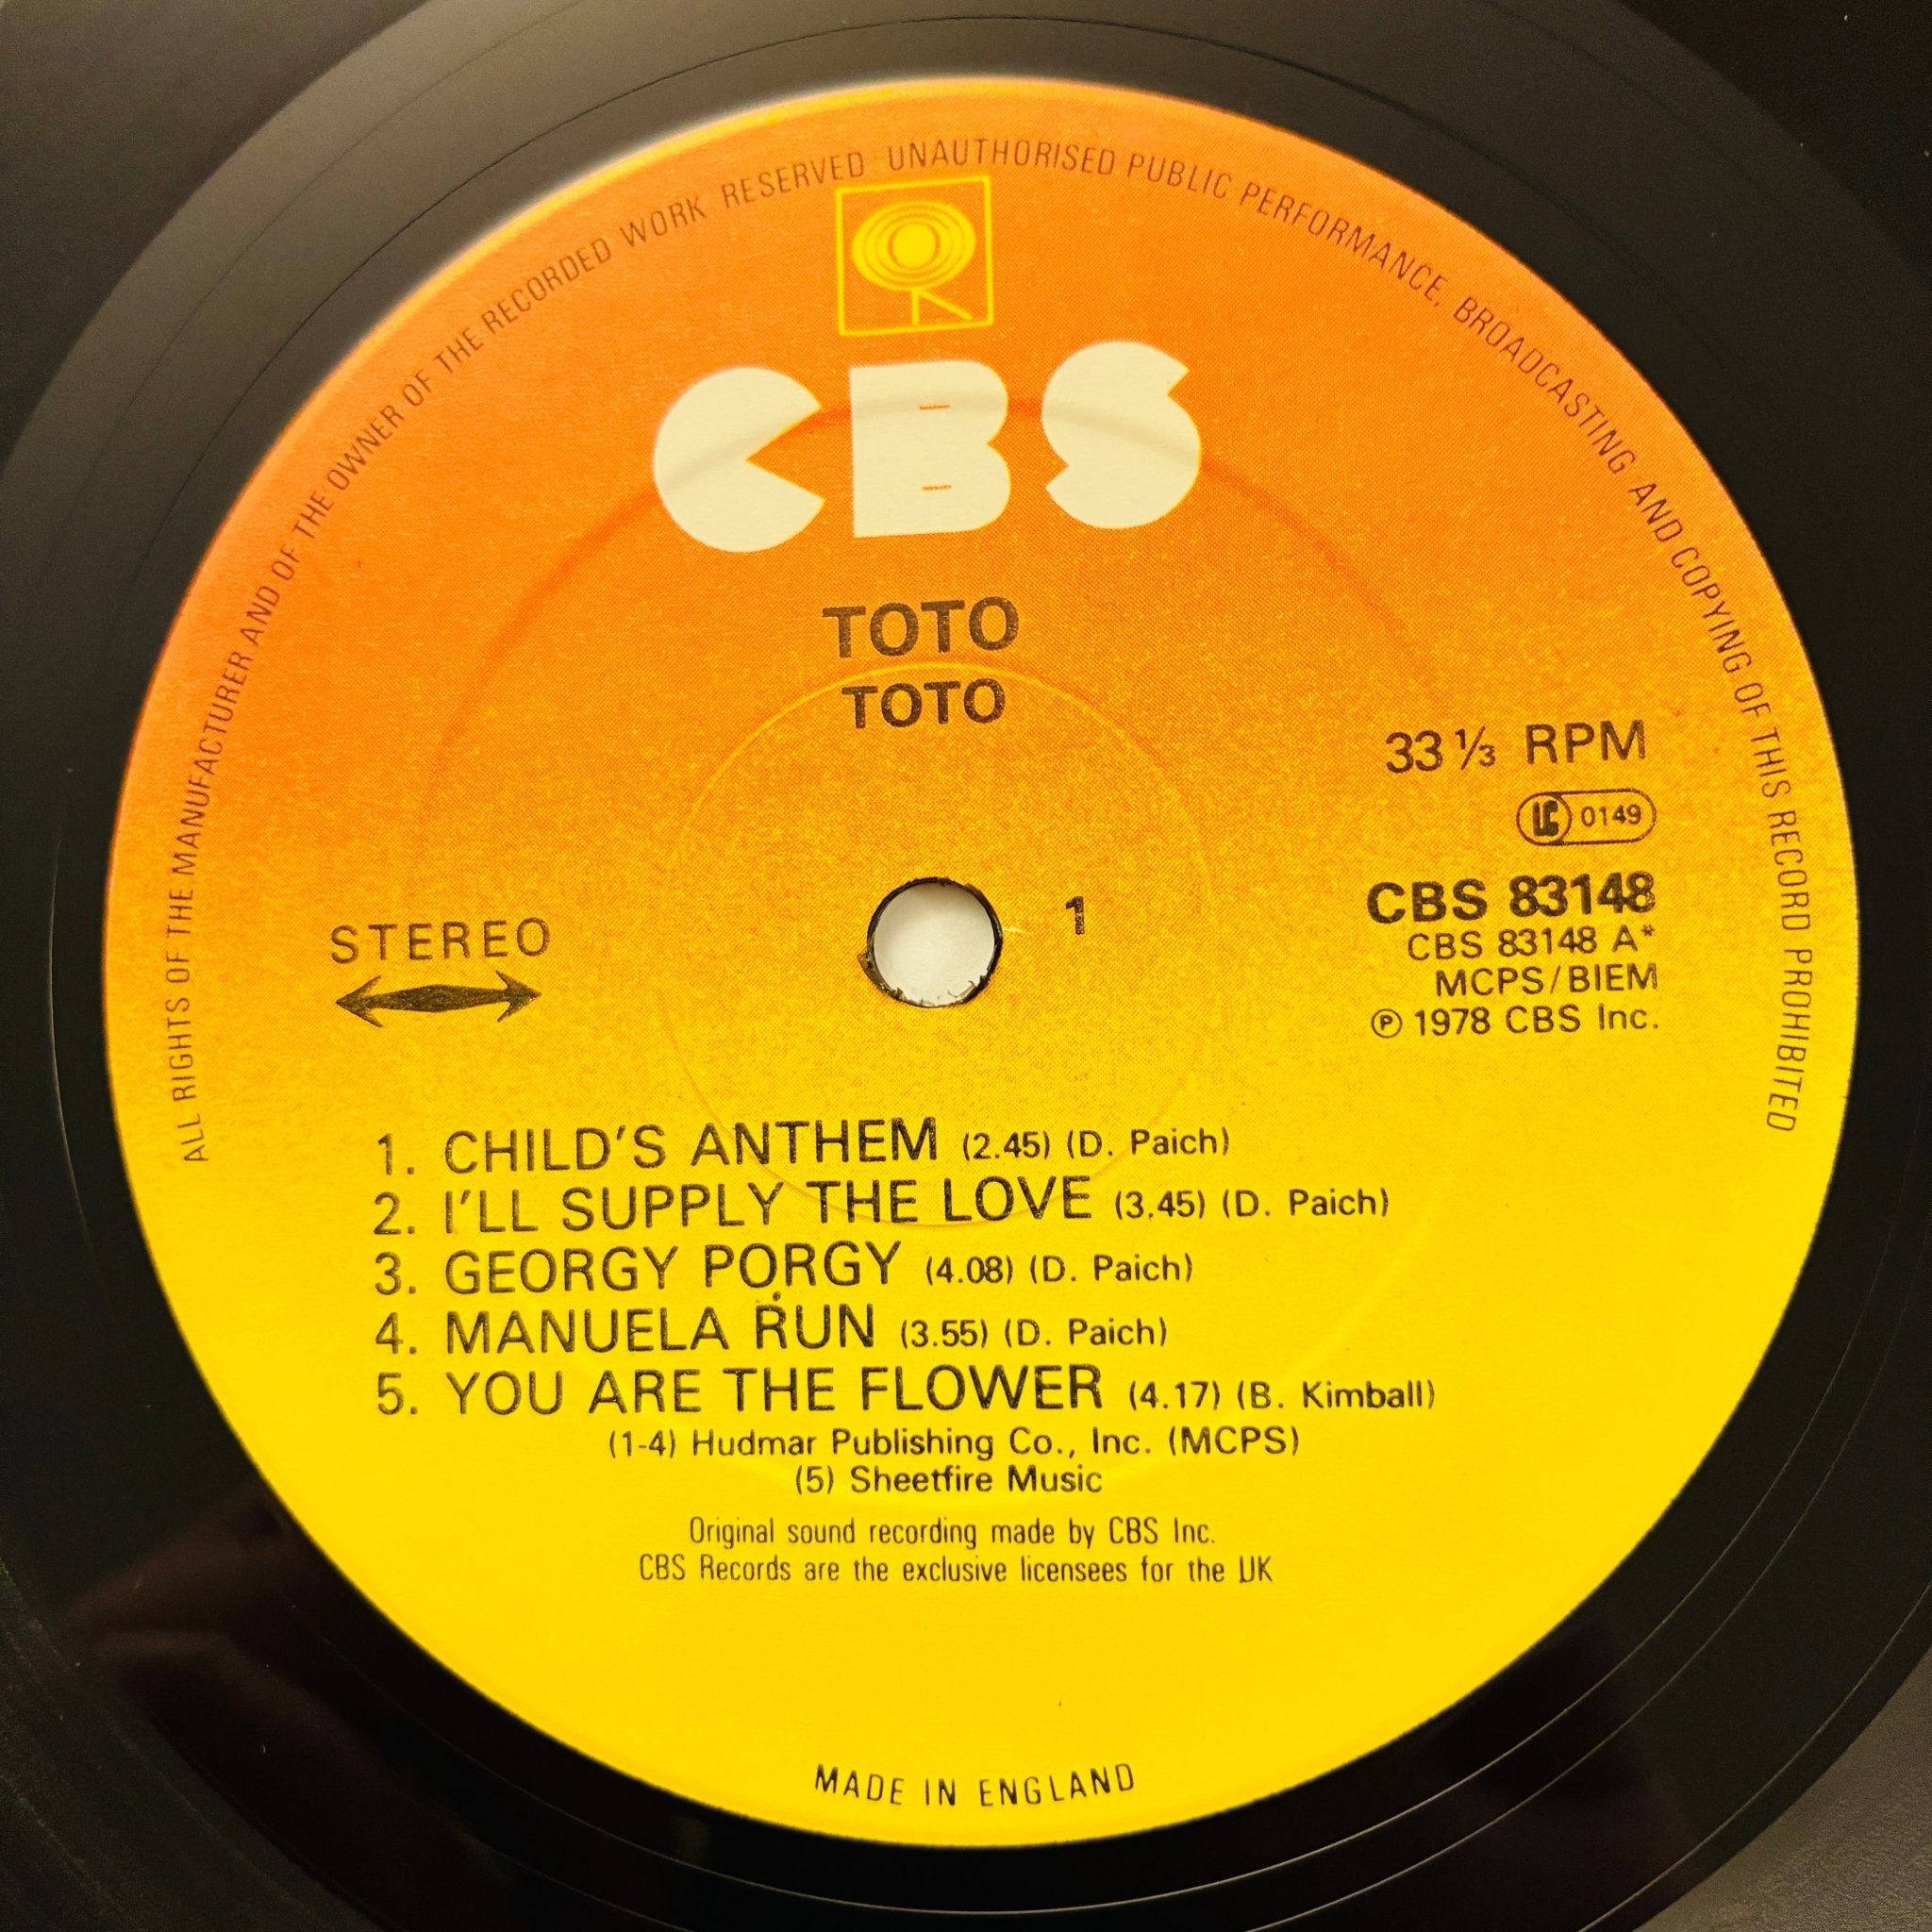 ALL RIGHTS OF THE MANUFACTURER AND OF THE OWNER OF THE RECORDED WORK RESERVED UNAUTHORISED PUBLIC PERFORMANCE, BROADCASTING AND COPYING OF THIS RECORD PROHIBITED
CBS
TOTO
TOTO
33 ⅓ RPM
LC 0149
STEREO
1
CBS 83148
CBS 83148 A*
MCPS/BIEM
Ⓟ 1978 CBS Inc.
1. CHILD'S ANTHEM (2.45) (D. Paich)
2. I'LL SUPPLY THE LOVE (3.45) (D. Paich)
3. GEORGY PORGY (4.08) (D. Paich)
4. MANUELA RUN (3.55) (D. Paich)
5. YOU ARE THE FLOWER (4.17) (B. Kimball)
(1-4) Hudmar Publishing Co., Inc. (MCPS)
(5) Sheetfire Music
Original sound recording made by CBS Inc.
CBS Records are the exclusive licensees for the UK
MADE IN ENGLAND